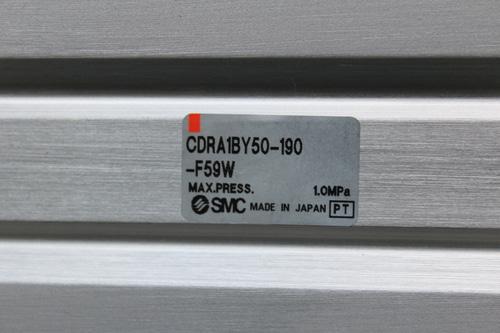 CDRA1BY50-190
-F59W
MAX.PRESS. 1.0MPa
SMC MADE IN JAPAN PT